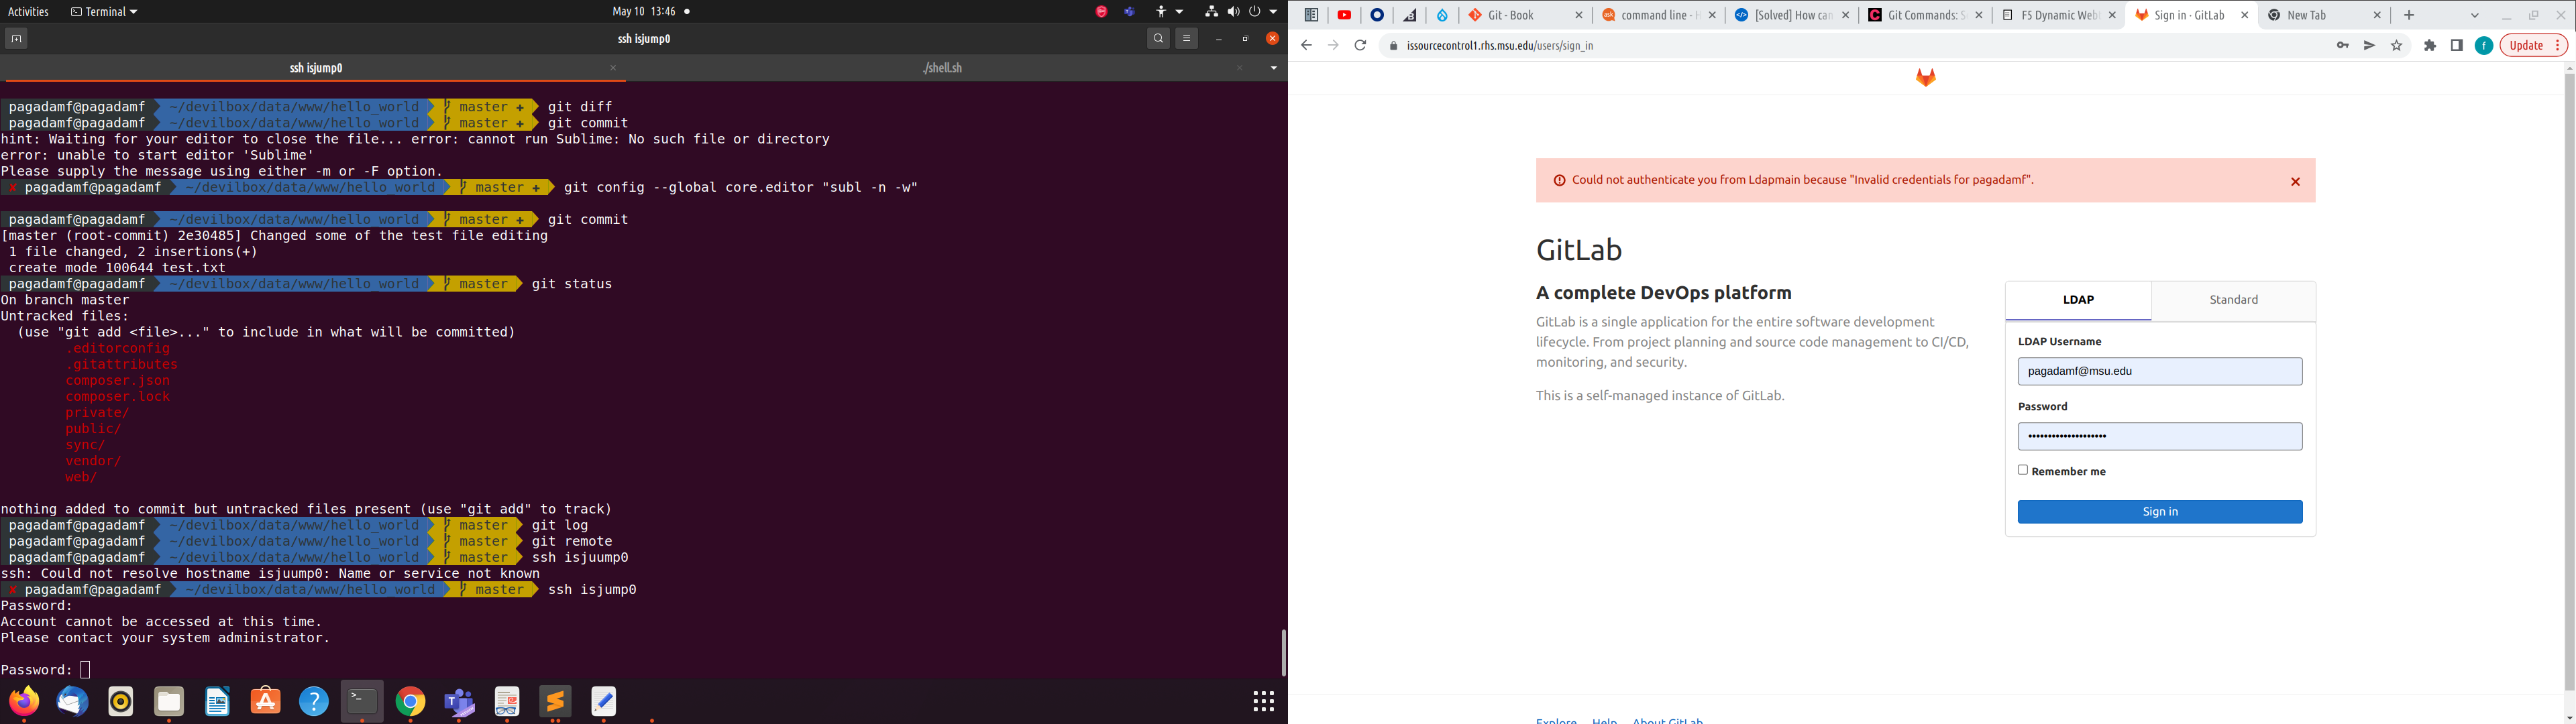 Activities Terminal May 10 13:46
ssh isjump0
ssh isjump0 ./shell.sh
pagadamf@pagadamf ~/devilbox/data/www/hello_world master + git diff
pagadamf@pagadamf ~/devilbox/data/www/hello_world master + git commit
hint: Waiting for your editor to close the file... error: cannot run Sublime: No such file or directory
error: unable to start editor 'Sublime'
Please supply the message using either -m or -F option.
✘ pagadamf@pagadamf ~/devilbox/data/www/hello_world master + git config --global core.editor "subl -n -w"
pagadamf@pagadamf ~/devilbox/data/www/hello_world master + git commit
[master (root-commit) 2e30485] Changed some of the test file editing
1 file changed, 2 insertions(+)
create mode 100644 test.txt
pagadamf@pagadamf ~/devilbox/data/www/hello_world master git status
On branch master
Untracked files:
(use "git add <file>..." to include in what will be committed)
.editorconfig
.gitattributes
composer.json
composer.lock
private/
public/
sync/
vendor/
web/
nothing added to commit but untracked files present (use "git add" to track)
pagadamf@pagadamf ~/devilbox/data/www/hello_world master git log
pagadamf@pagadamf ~/devilbox/data/www/hello_world master git remote
pagadamf@pagadamf ~/devilbox/data/www/hello_world master ssh isjuump0
ssh: Could not resolve hostname isjuump0: Name or service not known
✘ pagadamf@pagadamf ~/devilbox/data/www/hello_world master ssh isjump0
Password:
Account cannot be accessed at this time.
Please contact your system administrator.
Password:
Git - Book command line - H [Solved] How can Git Commands: S F5 Dynamic Web Sign in · GitLab New Tab
issourcecontrol1.rhs.msu.edu/users/sign_in
f Update
Could not authenticate you from Ldapmain because "Invalid credentials for pagadamf".
GitLab
A complete DevOps platform
GitLab is a single application for the entire software development
lifecycle. From project planning and source code management to CI/CD,
monitoring, and security.
This is a self-managed instance of GitLab.
LDAP Standard
LDAP Username
pagadamf@msu.edu
Password
••••••••••••••••••••
Remember me
Sign in
Explore Help About GitLab